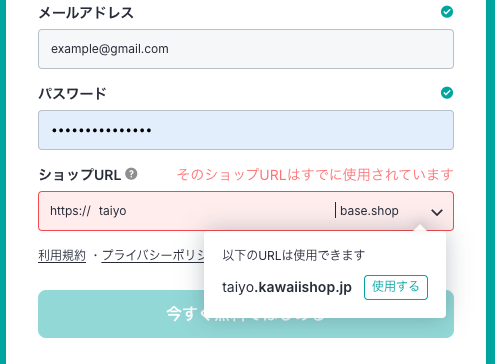 メールアドレス
example@gmail.com
パスワード
•••••••••••••••
ショップURL ? そのショップURLはすでに使用されています
https:// taiyo base.shop
利用規約 ・プライバシーポリシ
以下のURLは使用できます
taiyo.kawaiishop.jp 使用する
今す